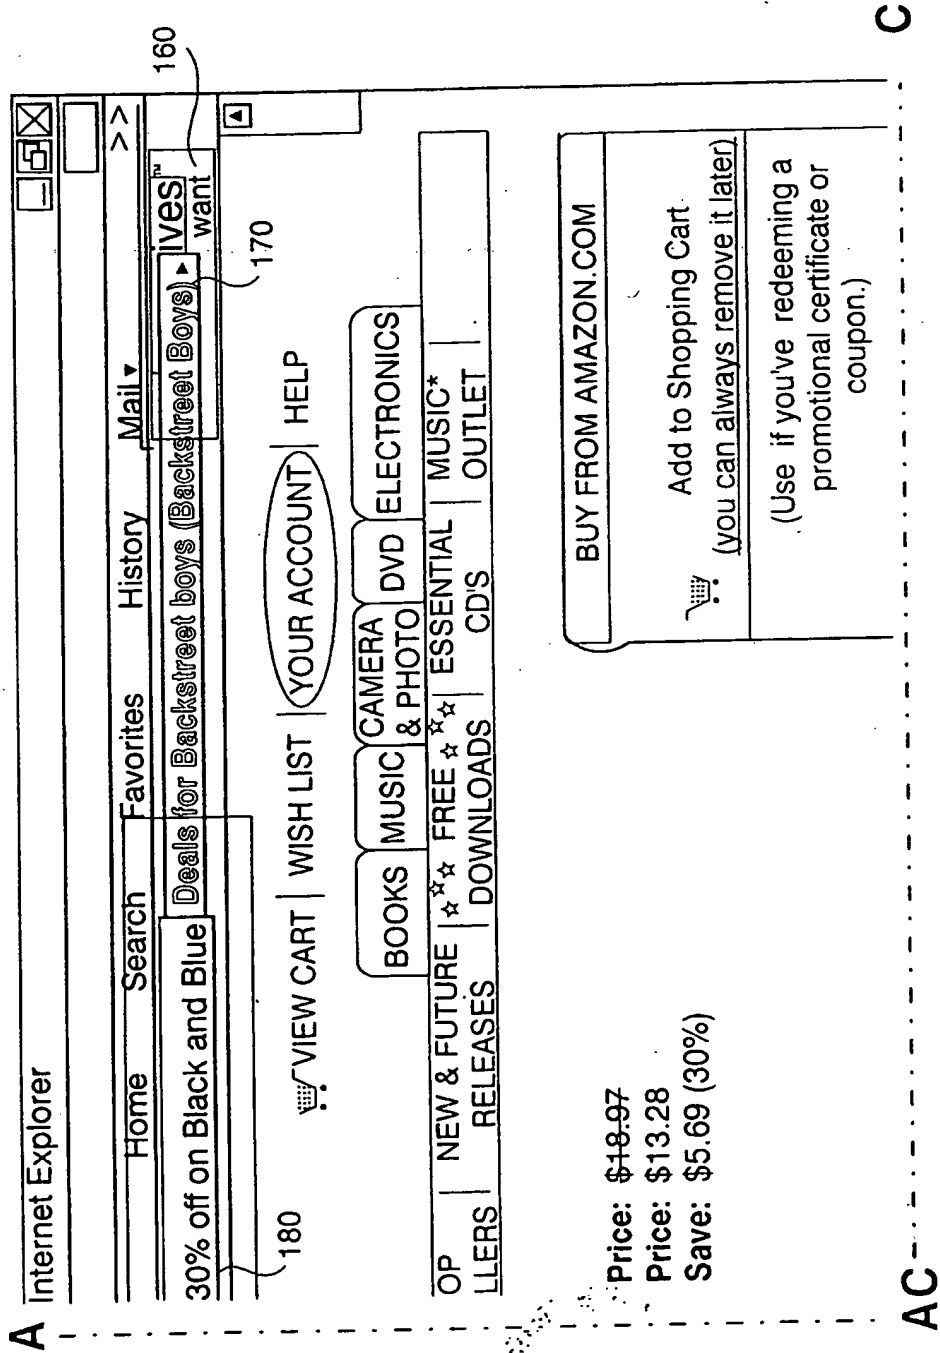 A
Internet Explorer
Home Search Favorites History Mail ▾ >>
30% off on Black and Blue Deals for Backstreet boys (Backstreet Boys) ▸ ives™
want
160
170
180
VIEW CART | WISH LIST | YOUR ACCOUNT | HELP
BOOKS MUSIC CAMERA & PHOTO DVD ELECTRONICS
OP | NEW & FUTURE | ☆☆☆ FREE ☆☆☆ | ESSENTIAL | MUSIC* |
LLERS | RELEASES | DOWNLOADS | CD'S | OUTLET |
Price: $18.97
Price: $13.28
Save: $5.69 (30%)
BUY FROM AMAZON.COM
Add to Shopping Cart
(you can always remove it later)
(Use if you've redeeming a
promotional certificate or
coupon.)
AC
C